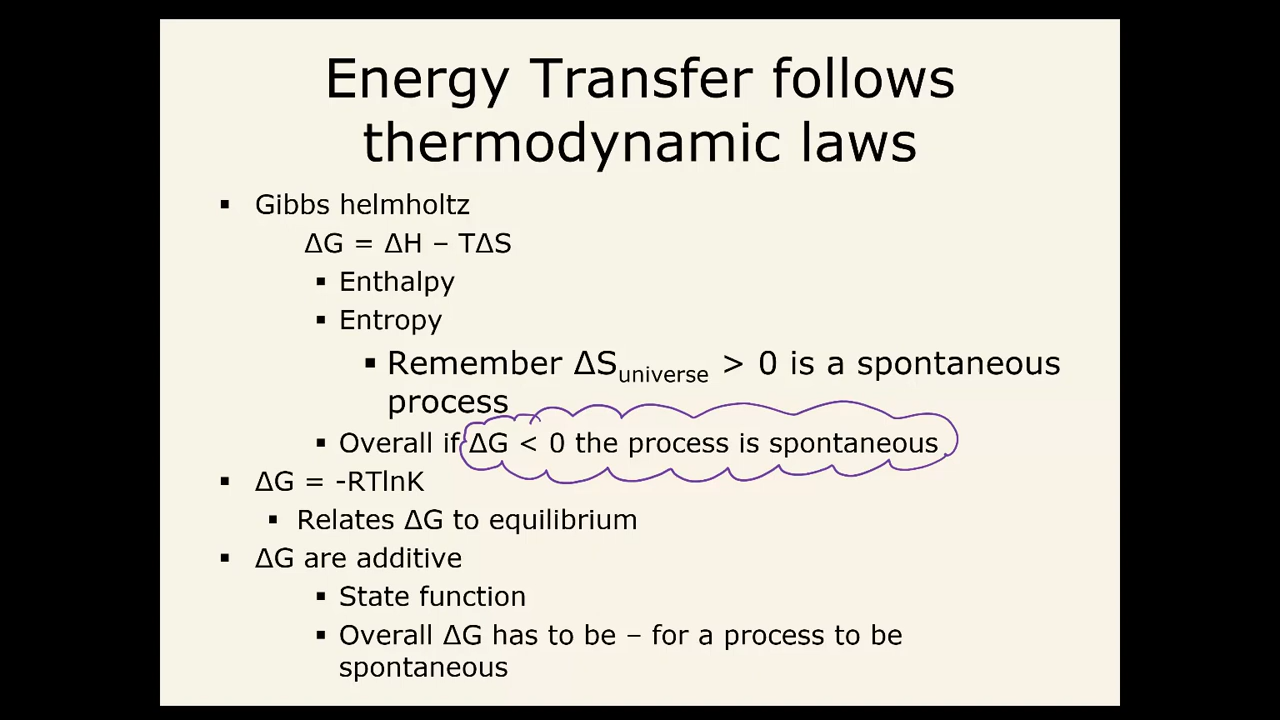 Energy Transfer follows
thermodynamic laws
▪ Gibbs helmholtz
ΔG = ΔH – TΔS
▪ Enthalpy
▪ Entropy
▪ Remember ΔSuniverse > 0 is a spontaneous
process
▪ Overall if ΔG < 0 the process is spontaneous
▪ ΔG = -RTlnK
▪ Relates ΔG to equilibrium
▪ ΔG are additive
▪ State function
▪ Overall ΔG has to be – for a process to be
spontaneous